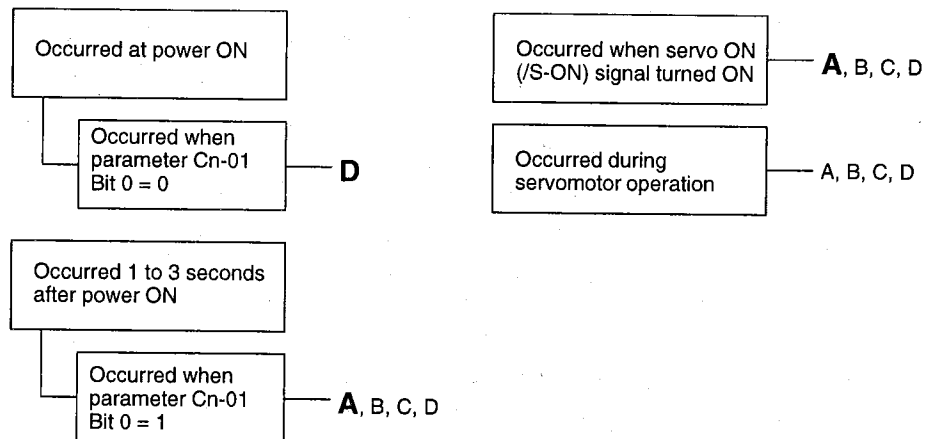 Occurred at power ON
Occurred when
parameter Cn-01
Bit 0 = 0
D
Occurred 1 to 3 seconds
after power ON
Occurred when
parameter Cn-01
Bit 0 = 1
A, B, C, D
Occurred when servo ON
(/S-ON) signal turned ON
A, B, C, D
Occurred during
servomotor operation
A, B, C, D